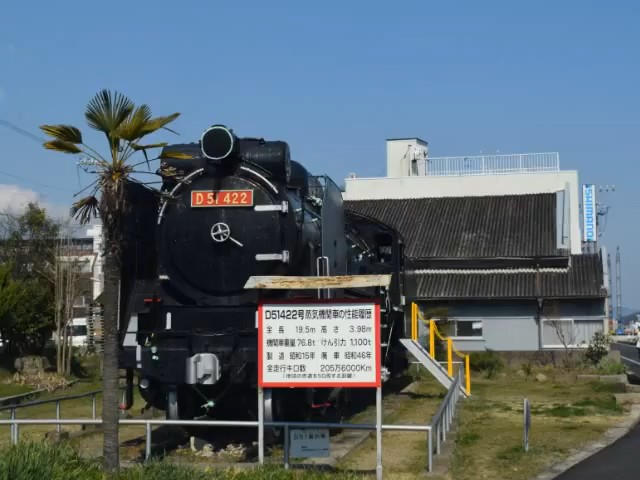 D51 422
D51422号蒸気機関車の性能履歴
全長 19.5m 高さ 3.98m
機関車重量 76.8t けん引力 1,100t
製造 昭和15年 廃車 昭和46年
全走行キロ 205万6000Km
SHIMANO